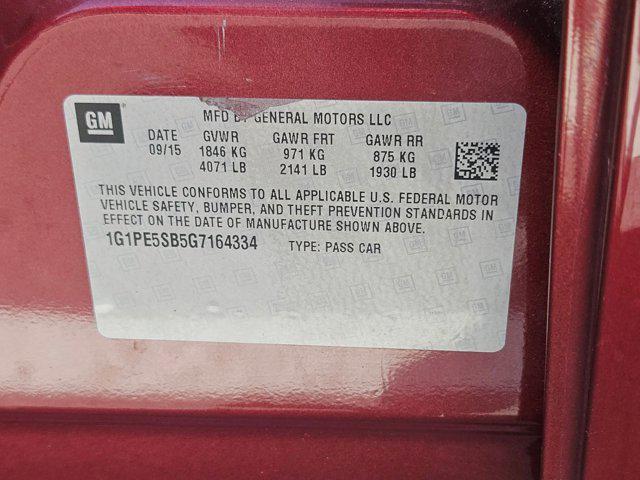 GM MFD BY GENERAL MOTORS LLC
DATE GVWR GAWR FRT GAWR RR
09/15 1846 KG 971 KG 875 KG
4071 LB 2141 LB 1930 LB
THIS VEHICLE CONFORMS TO ALL APPLICABLE U.S. FEDERAL MOTOR
VEHICLE SAFETY, BUMPER, AND THEFT PREVENTION STANDARDS IN
EFFECT ON THE DATE OF MANUFACTURE SHOWN ABOVE.
1G1PE5SB5G7164334 TYPE: PASS CAR